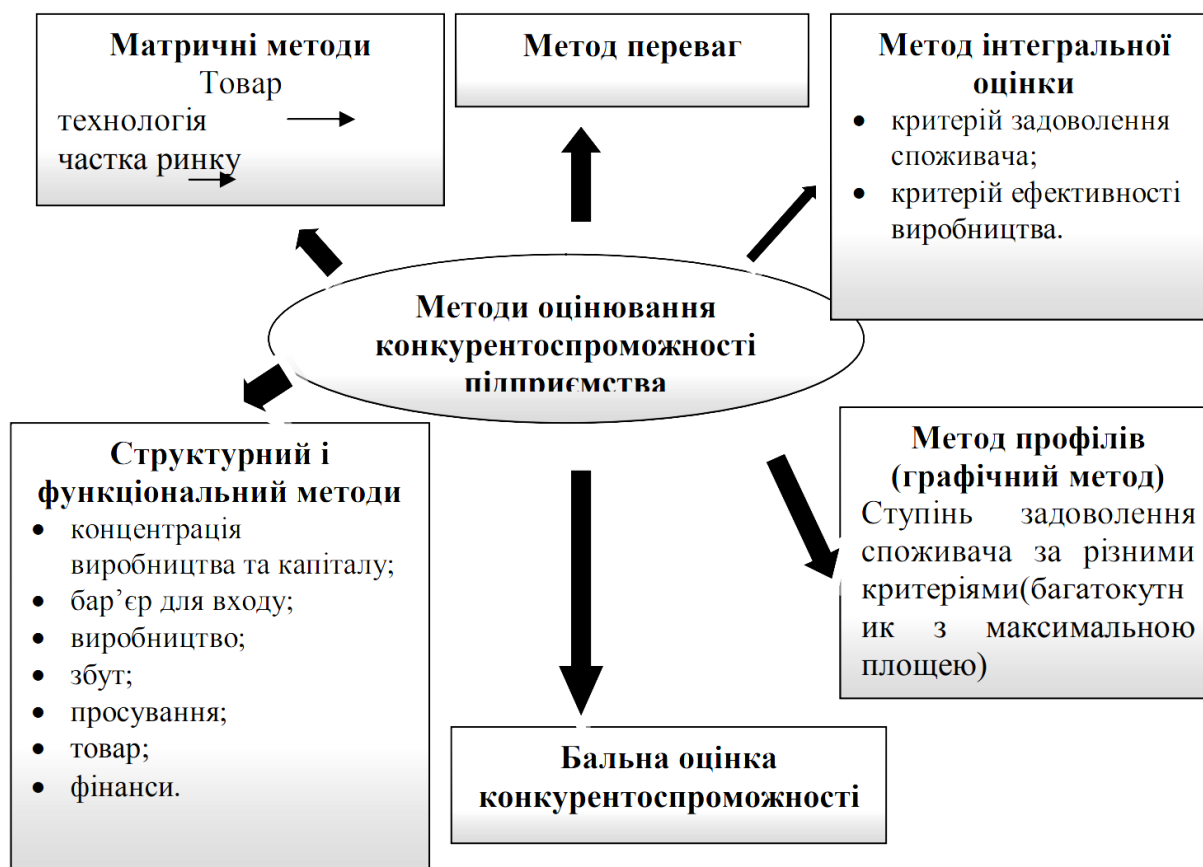 Матричні методи
Товар
технологія
частка ринку
Метод переваг
Метод інтегральної
оцінки
• критерій задоволення
споживача;
• критерій ефективності
виробництва.
Методи оцінювання
конкурентоспроможності
підприємства
Структурний і
функціональний методи
• концентрація
виробництва та капіталу;
• бар’єр для входу;
• виробництво;
• збут;
• просування;
• товар;
• фінанси.
Метод профілів
(графічний метод)
Ступінь задоволення
споживача за різними
критеріями(багатокутн
ик з максимальною
площею)
Бальна оцінка
конкурентоспроможності